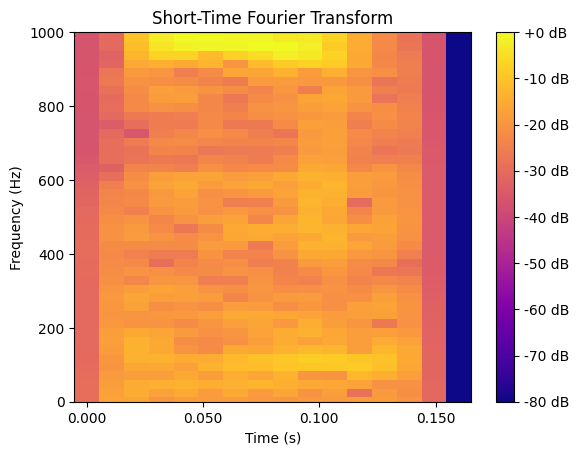 Short-Time Fourier Transform
1000
800
600
400
200
0
Frequency (Hz)
0.000
0.050
0.100
0.150
Time (s)
+0 dB
-10 dB
-20 dB
-30 dB
-40 dB
-50 dB
-60 dB
-70 dB
-80 dB